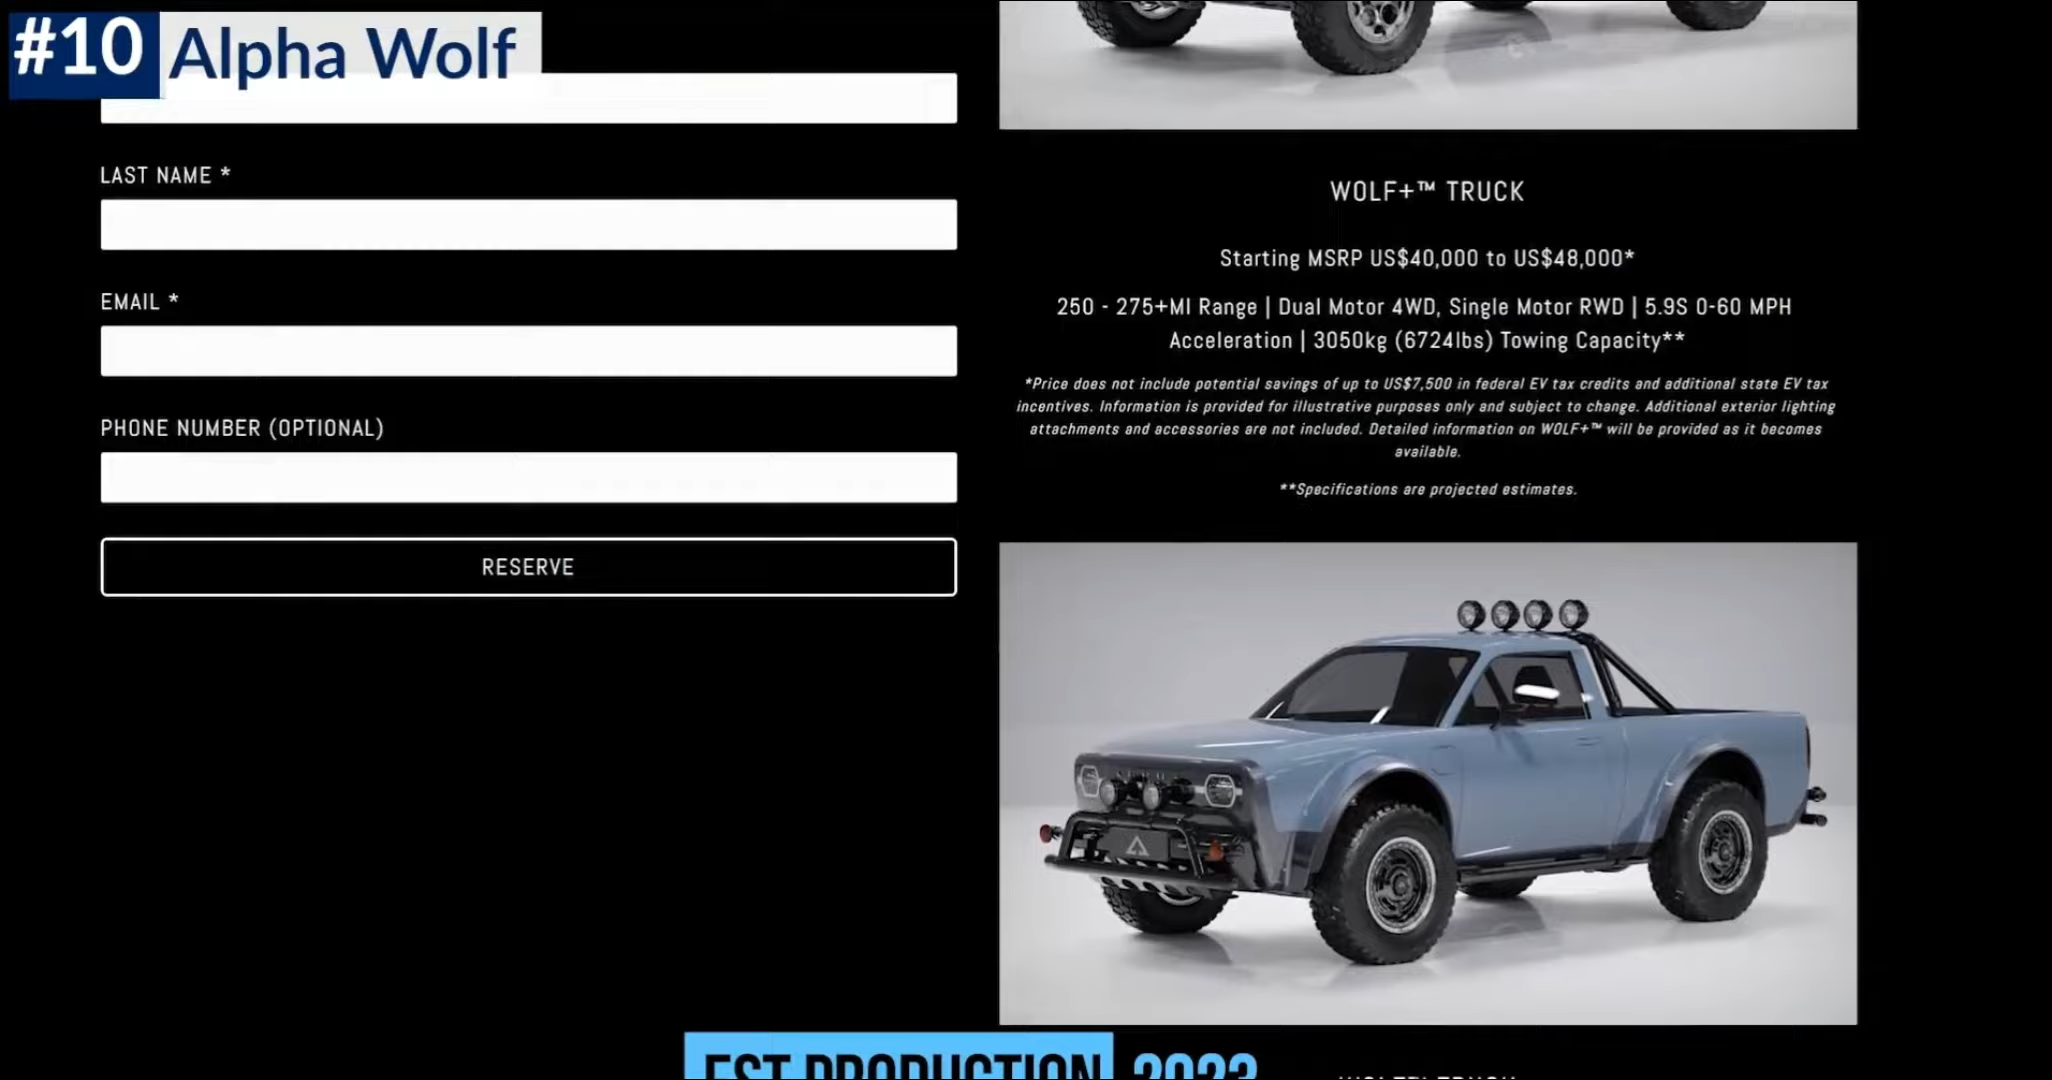 #10 Alpha Wolf
LAST NAME *
EMAIL *
PHONE NUMBER (OPTIONAL)
RESERVE
WOLF+™ TRUCK
Starting MSRP US$40,000 to US$48,000*
250 - 275+MI Range | Dual Motor 4WD, Single Motor RWD | 5.9S 0-60 MPH
Acceleration | 3050kg (6724lbs) Towing Capacity**
*Price does not include potential savings of up to US$7,500 in federal EV tax credits and additional state EV tax
incentives. Information is provided for illustrative purposes only and subject to change. Additional exterior lighting
attachments and accessories are not included. Detailed information on WOLF+™ will be provided as it becomes
available.
**Specifications are projected estimates.
EST PRODUCTION 2023